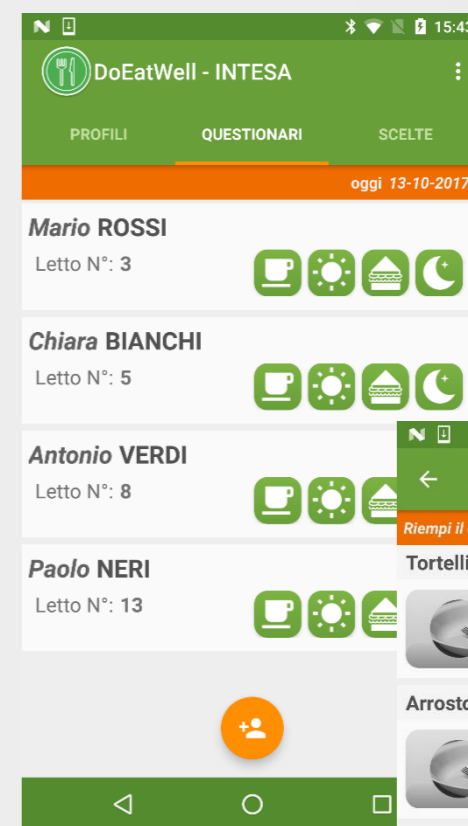 15:43
DoEatWell - INTESA
PROFILI QUESTIONARI SCELTE
oggi 13-10-2017
Mario ROSSI
Letto N°: 3
Chiara BIANCHI
Letto N°: 5
Antonio VERDI
Letto N°: 8
Paolo NERI
Letto N°: 13
Riempi il
Tortelli
Arrosto